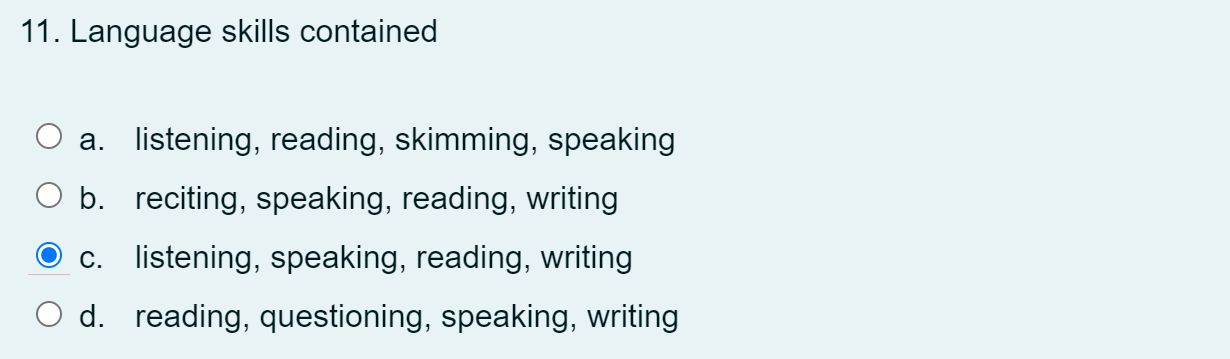 11. Language skills contained
a. listening, reading, skimming, speaking
b. reciting, speaking, reading, writing
c. listening, speaking, reading, writing
d. reading, questioning, speaking, writing